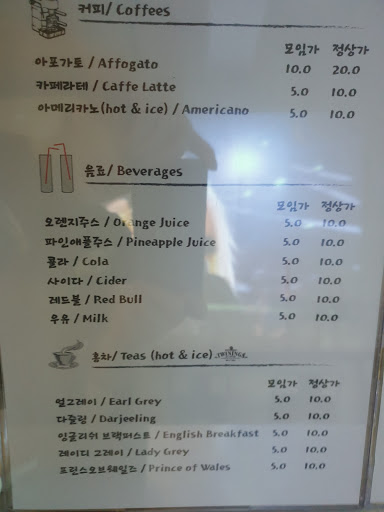 커피/ Coffees
모임가 정상가
아포가토/ Affogato 10.0 20.0
카페라테/ Caffe Latte 5.0 10.0
아메리카노(hot & ice) / Americano 5.0 10.0
음료/ Beverages
모임가 정상가
오렌지주스 / Orange Juice 5.0 10.0
파인애플주스 / Pineapple Juice 5.0 10.0
콜라 / Cola 5.0 10.0
사이다 / Cider 5.0 10.0
레드불 / Red Bull 5.0 10.0
우유 / Milk 5.0 10.0
홍차/ Teas (hot & ice) TWININGS
모임가 정상가
얼그레이 / Earl Grey 5.0 10.0
다즐링 / Darjeeling 5.0 10.0
잉글리쉬 브랙퍼스트 / English Breakfast 5.0 10.0
레이디 그레이 / Lady Grey 5.0 10.0
프린스오브웨일즈 / Prince of Wales 5.0 10.0